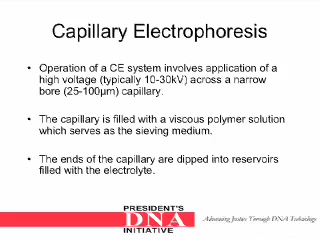 Capillary Electrophoresis
• Operation of a CE system involves application of a
high voltage (typically 10-30kV) across a narrow
bore (25-100μm) capillary.
• The capillary is filled with a viscous polymer solution
which serves as the sieving medium.
• The ends of the capillary are dipped into reservoirs
filled with the electrolyte.
PRESIDENT'S
DNA
INITIATIVE
Advancing Justice Through DNA Technology